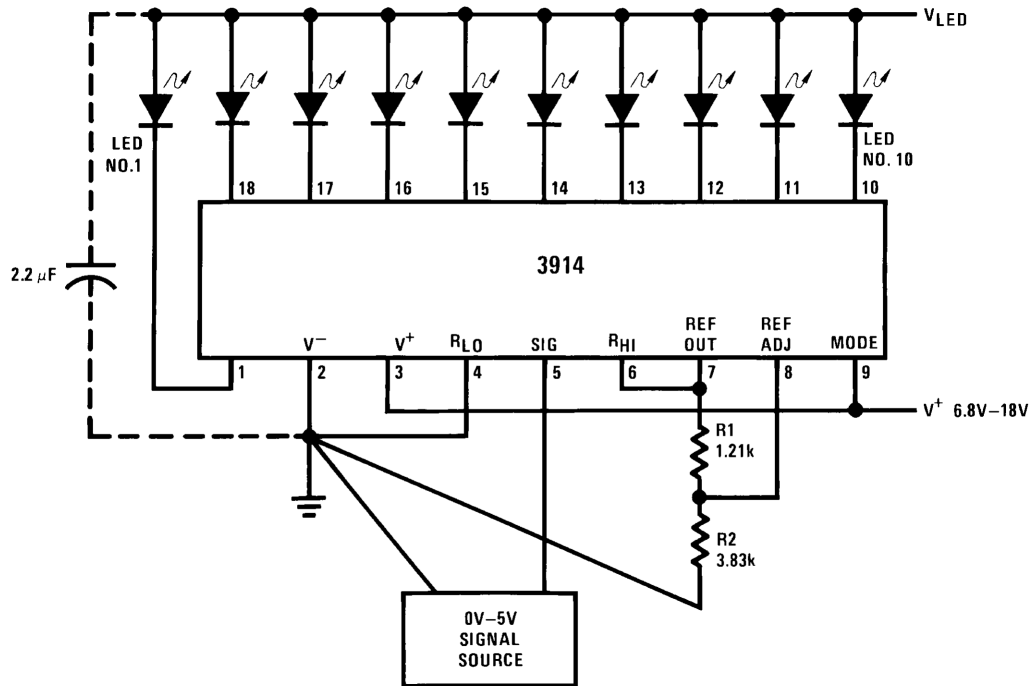 V LED
LED
NO.1
LED
NO. 10
18
17
16
15
14
13
12
11
10
3914
2.2 μF
V−
V+
RLO
SIG
RHI
REF
OUT
REF
ADJ
MODE
1
2
3
4
5
6
7
8
9
V+ 6.8V–18V
R1
1.21k
R2
3.83k
0V–5V
SIGNAL
SOURCE